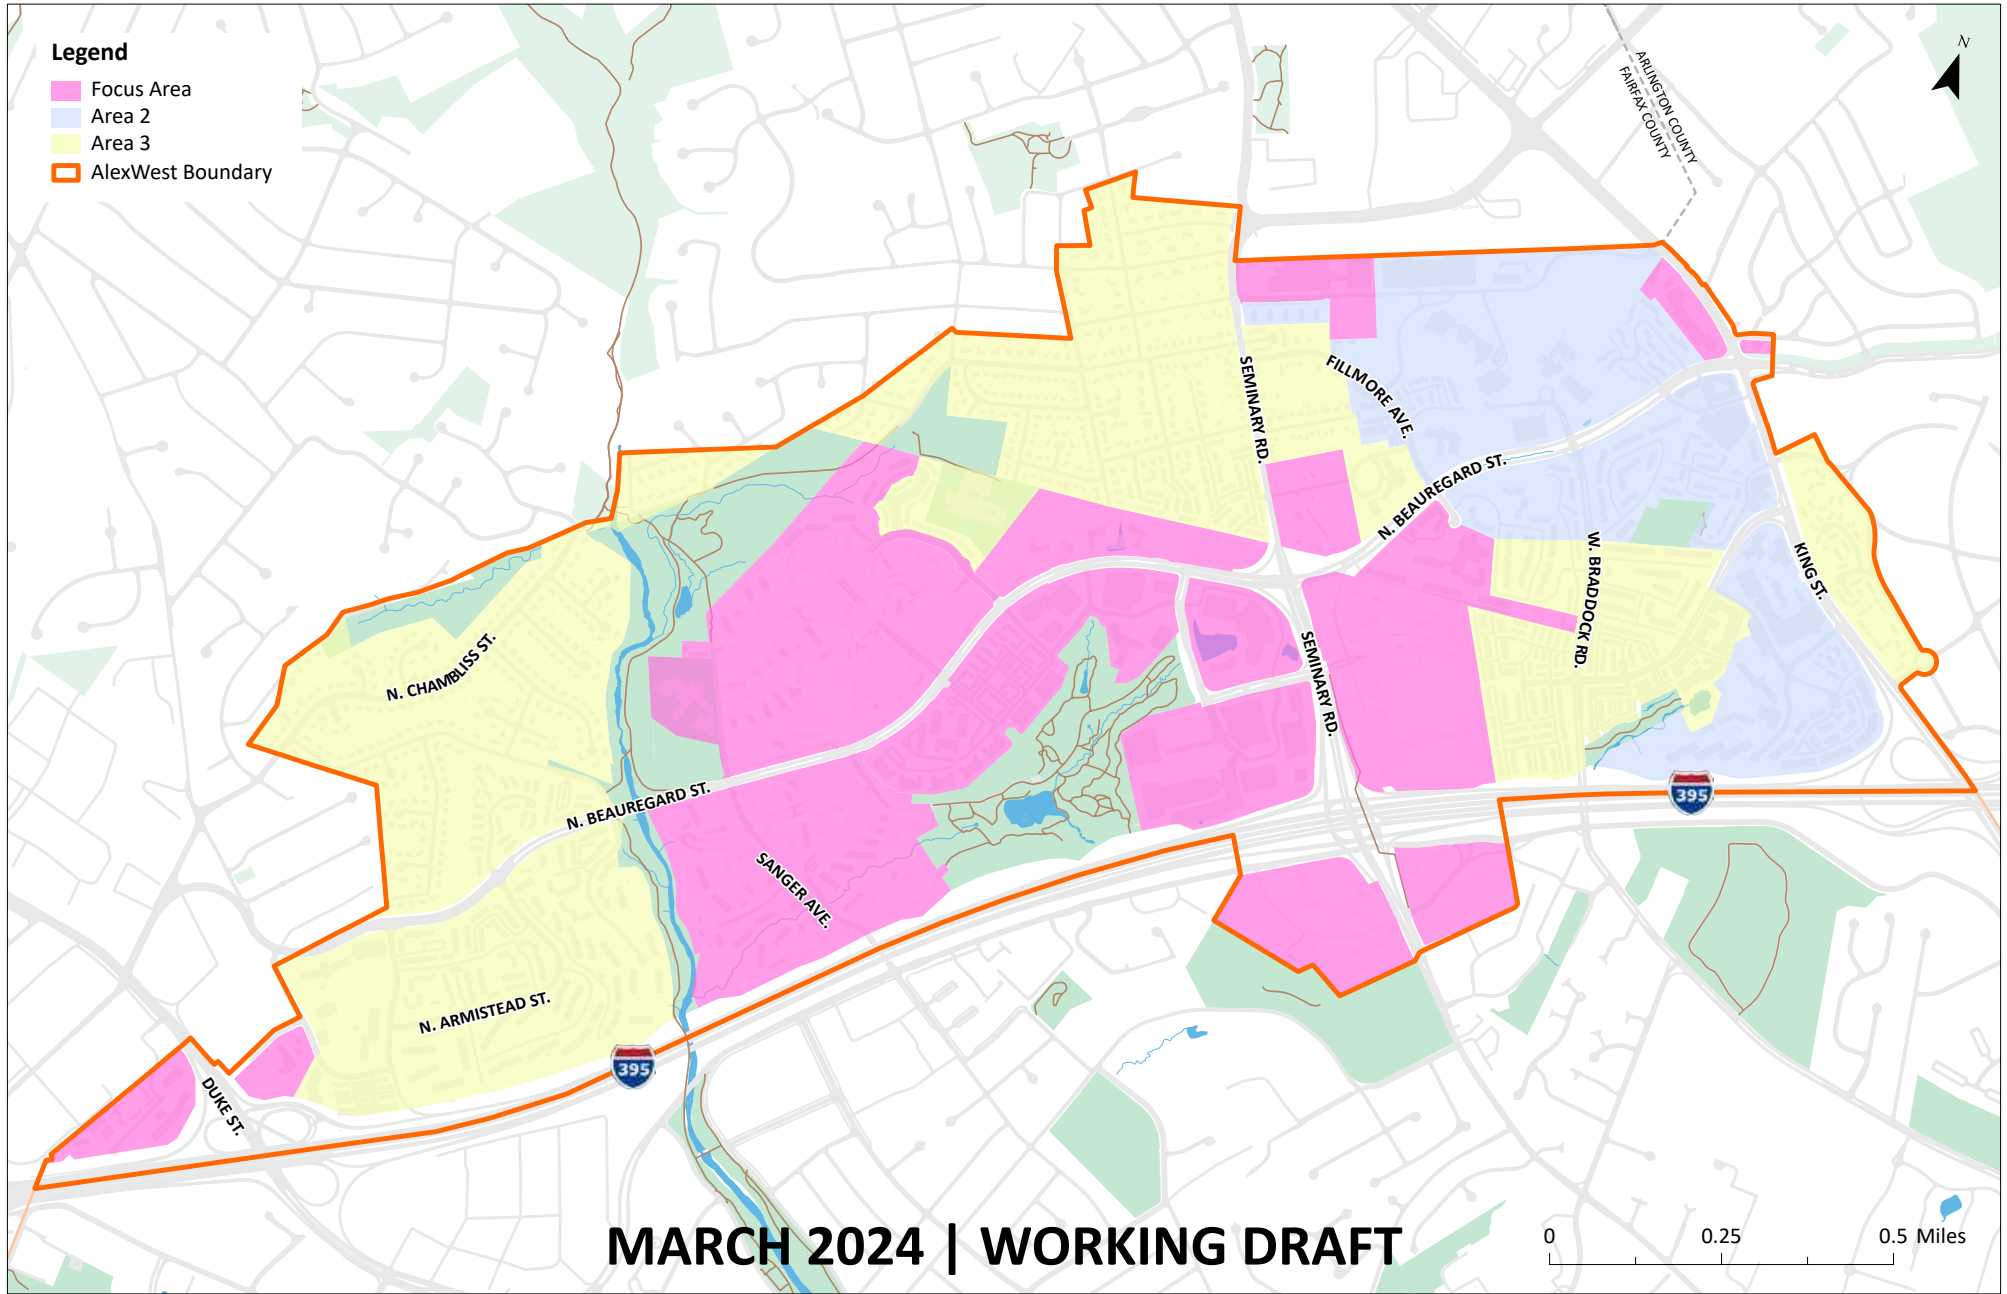 Legend
Focus Area
Area 2
Area 3
AlexWest Boundary
N
ARLINGTON COUNTY
FAIRFAX COUNTY
SEMINARY RD.
FILLMORE AVE.
N. BEAUREGARD ST.
W. BRADDOCK RD.
KING ST.
N. CHAMBLISS ST.
SEMINARY RD.
N. BEAUREGARD ST.
395
SANGER AVE.
N. ARMISTEAD ST.
395
DUKE ST.
MARCH 2024 | WORKING DRAFT
0 0.25 0.5 Miles